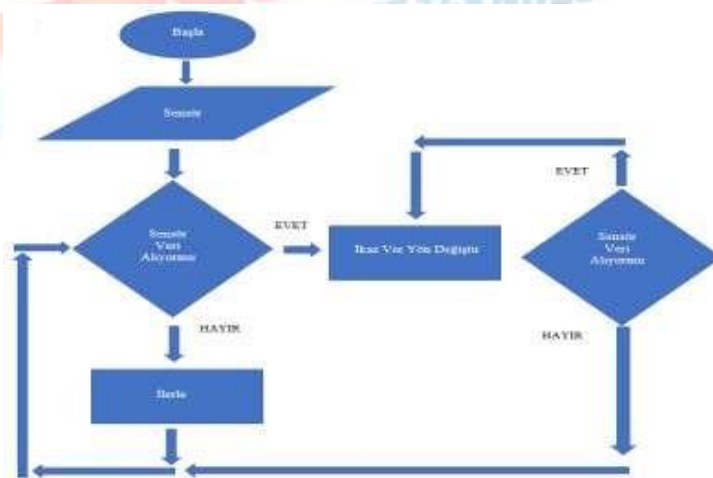 Başla
Sensör
Sensör
Veri
Alıyormu
EVET
İkaz Ver Yön Değiştir
EVET
Sensör
Veri
Alıyormu
HAYIR
HAYIR
İlerle